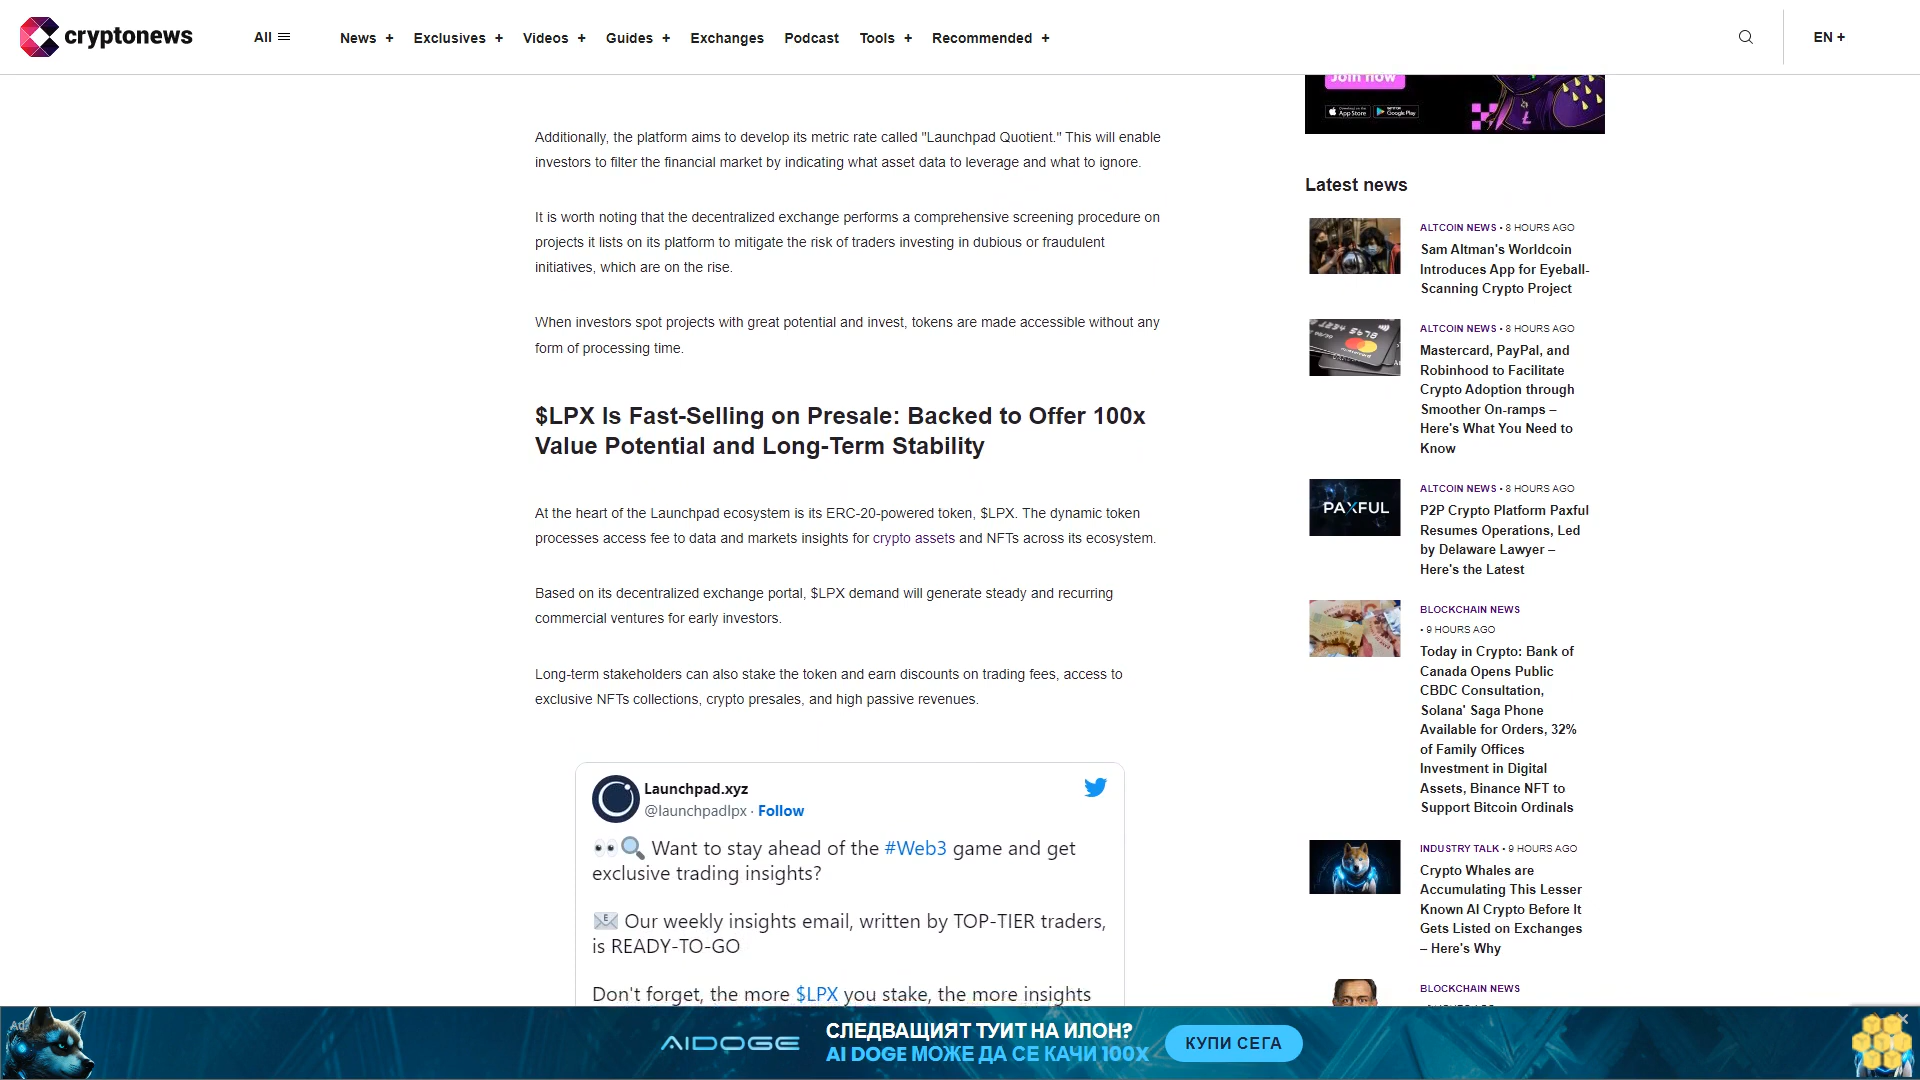 cryptonews
All
News +
Exclusives +
Videos +
Guides +
Exchanges
Podcast
Tools +
Recommended +
EN +
Additionally, the platform aims to develop its metric rate called "Launchpad Quotient." This will enable
investors to filter the financial market by indicating what asset data to leverage and what to ignore.
It is worth noting that the decentralized exchange performs a comprehensive screening procedure on
projects it lists on its platform to mitigate the risk of traders investing in dubious or fraudulent
initiatives, which are on the rise.
When investors spot projects with great potential and invest, tokens are made accessible without any
form of processing time.
$LPX Is Fast-Selling on Presale: Backed to Offer 100x
Value Potential and Long-Term Stability
At the heart of the Launchpad ecosystem is its ERC-20-powered token, $LPX. The dynamic token
processes access fee to data and markets insights for crypto assets and NFTs across its ecosystem.
Based on its decentralized exchange portal, $LPX demand will generate steady and recurring
commercial ventures for early investors.
Long-term stakeholders can also stake the token and earn discounts on trading fees, access to
exclusive NFTs collections, crypto presales, and high passive revenues.
Launchpad.xyz
@launchpadlpx · Follow
Want to stay ahead of the #Web3 game and get
exclusive trading insights?
Our weekly insights email, written by TOP-TIER traders,
is READY-TO-GO
Don't forget, the more $LPX you stake, the more insights
Join now
App Store
Google Play
Latest news
ALTCOIN NEWS • 8 HOURS AGO
Sam Altman's Worldcoin
Introduces App for Eyeball-
Scanning Crypto Project
ALTCOIN NEWS • 8 HOURS AGO
Mastercard, PayPal, and
Robinhood to Facilitate
Crypto Adoption through
Smoother On-ramps –
Here's What You Need to
Know
PAXFUL
ALTCOIN NEWS • 8 HOURS AGO
P2P Crypto Platform Paxful
Resumes Operations, Led
by Delaware Lawyer –
Here's the Latest
BLOCKCHAIN NEWS
• 9 HOURS AGO
Today in Crypto: Bank of
Canada Opens Public
CBDC Consultation,
Solana' Saga Phone
Available for Orders, 32%
of Family Offices
Investment in Digital
Assets, Binance NFT to
Support Bitcoin Ordinals
INDUSTRY TALK • 9 HOURS AGO
Crypto Whales are
Accumulating This Lesser
Known AI Crypto Before It
Gets Listed on Exchanges
– Here's Why
BLOCKCHAIN NEWS
Ad
AIDOGE
СЛЕДВАЩИЯТ ТУИТ НА ИЛОН?
AI DOGE МОЖЕ ДА СЕ КАЧИ 100X
КУПИ СЕГА